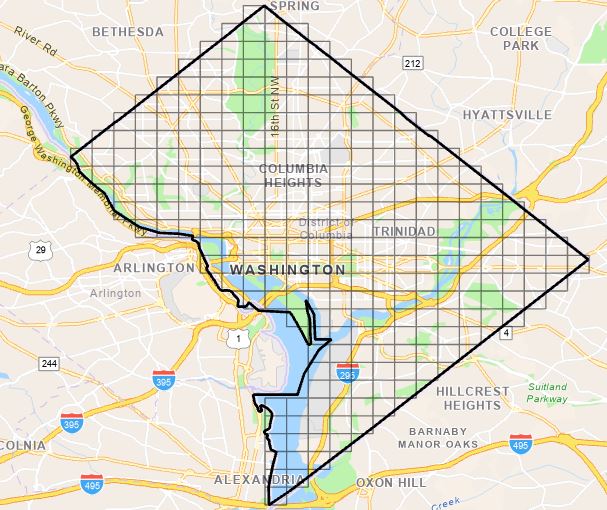 SPRING
BETHESDA
COLLEGE
PARK
River Rd
212
ara Barton Pkwy
16th St NW
HYATTSVILLE
George Washington Memorial Pkwy
COLUMBIA
HEIGHTS
District of
Columbia
TRINIDAD
29
ARLINGTON
WASHINGTON
Arlington
1
4
244
395
295
HILLCREST
HEIGHTS
Suitland
Parkway
395
BARNABY
MANOR OAKS
COLNIA
495
495
ALEXANDRIA
OXON HILL
Creek